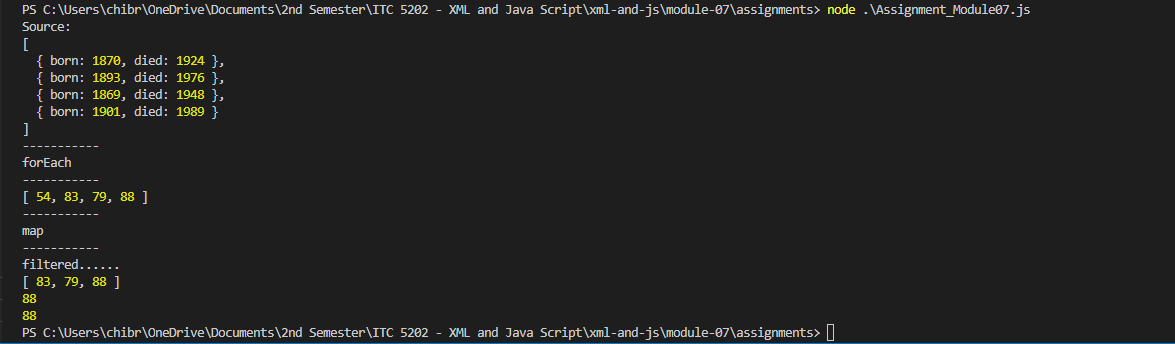 PS C:\Users\chibr\OneDrive\Documents\2nd Semester\ITC 5202 - XML and Java Script\xml-and-js\module-07\assignments> node .\Assignment_Module07.js
Source:
[
  { born: 1870, died: 1924 },
  { born: 1893, died: 1976 },
  { born: 1869, died: 1948 },
  { born: 1901, died: 1989 }
]
-----------
forEach
-----------
[ 54, 83, 79, 88 ]
-----------
map
-----------
filtered......
[ 83, 79, 88 ]
88
88
PS C:\Users\chibr\OneDrive\Documents\2nd Semester\ITC 5202 - XML and Java Script\xml-and-js\module-07\assignments>